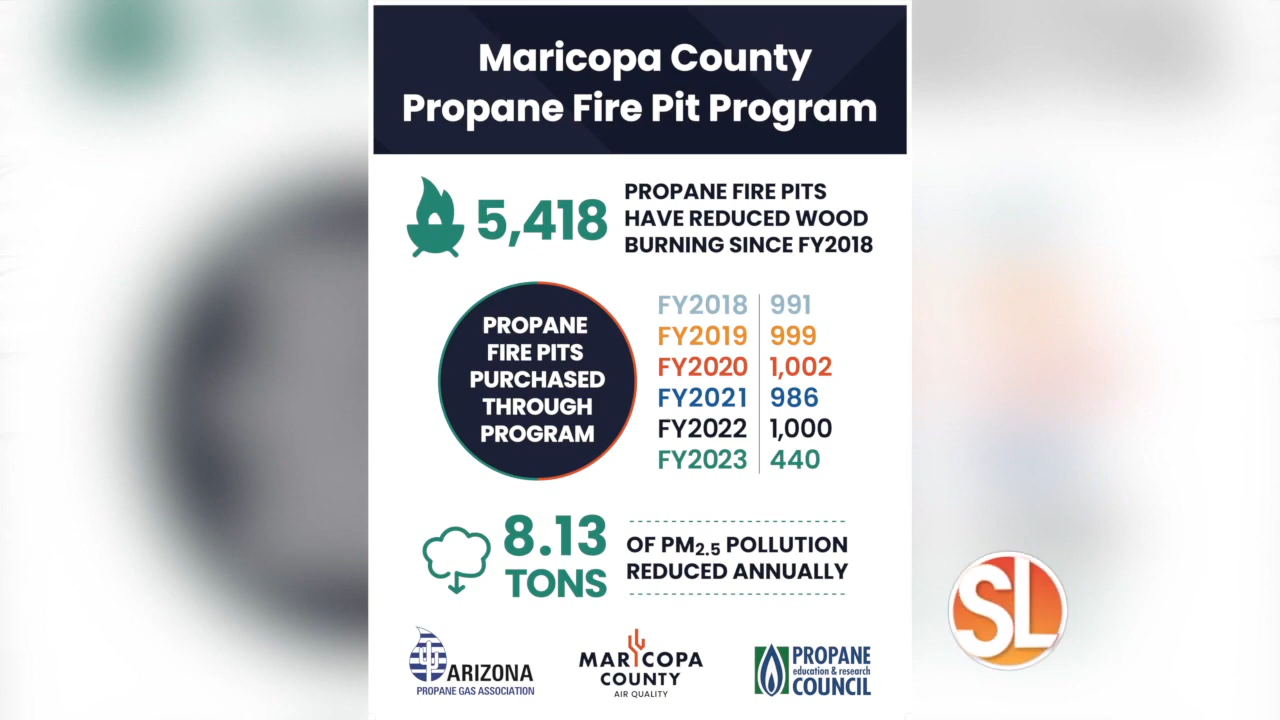 Maricopa County
Propane Fire Pit Program
5,418
PROPANE FIRE PITS
HAVE REDUCED WOOD
BURNING SINCE FY2018
PROPANE
FIRE PITS
PURCHASED
THROUGH
PROGRAM
FY2018 991
FY2019 999
FY2020 1,002
FY2021 986
FY2022 1,000
FY2023 440
8.13
TONS
OF PM2.5 POLLUTION
REDUCED ANNUALLY
ARIZONA
PROPANE GAS ASSOCIATION
MARICOPA
COUNTY
AIR QUALITY
PROPANE
education & research
COUNCIL
SL